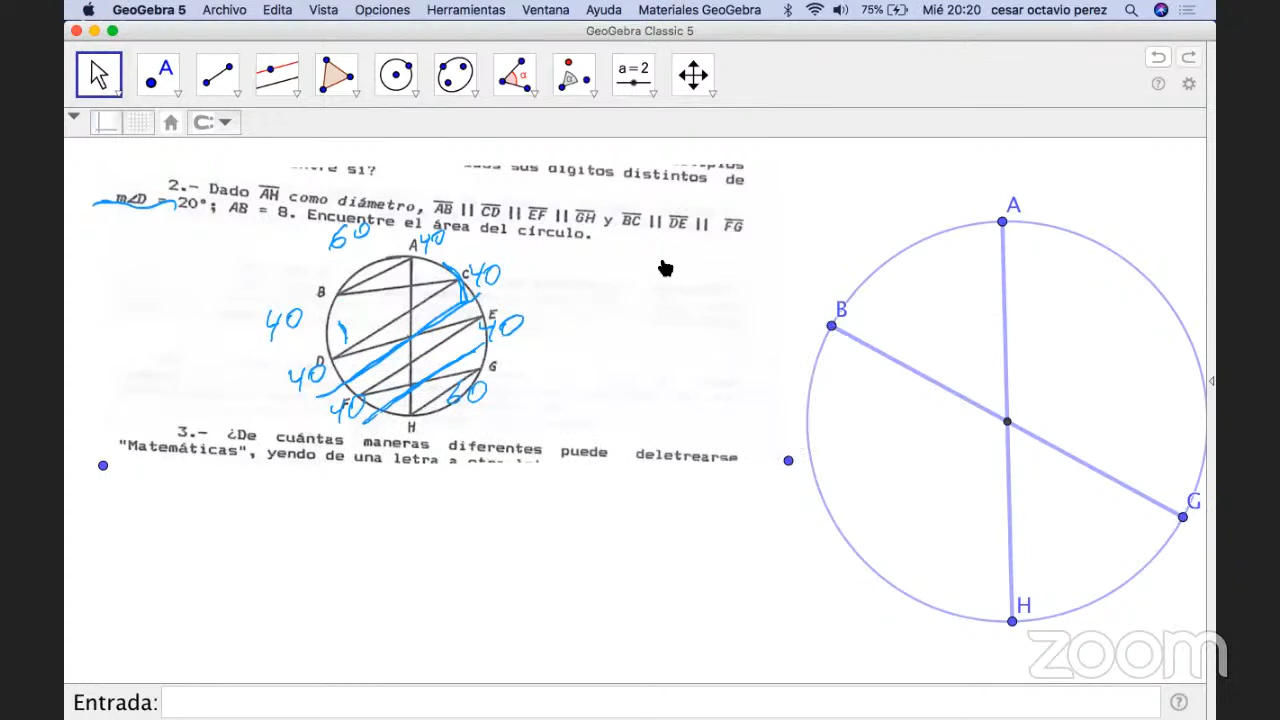 GeoGebra 5 Archivo Edita Vista Opciones Herramientas Ventana Ayuda Materiales GeoGebra 75% Mié 20:20 cesar octavio perez
GeoGebra Classic 5
A
α
α
a=2
si?
sus dígitos distintos de
2.- Dado AH como diámetro, AB || CD || EF || GH y BC || DE || FG
m∠D = 20°; AB = 8. Encuentre el área del círculo.
60
A
40
C
40
B
40
E
40
D
40
G
F
40
60
H
3.- ¿De cuántas maneras diferentes puede deletrearse
"Matemáticas", yendo de una letra a
A
B
G
H
zoom
Entrada: